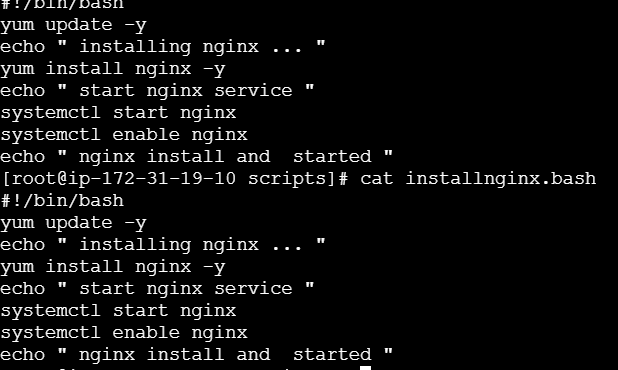 #!/bin/bash
yum update -y
echo " installing nginx ... "
yum install nginx -y
echo " start nginx service "
systemctl start nginx
systemctl enable nginx
echo " nginx install and  started "
[root@ip-172-31-19-10 scripts]# cat installnginx.bash
#!/bin/bash
yum update -y
echo " installing nginx ... "
yum install nginx -y
echo " start nginx service "
systemctl start nginx
systemctl enable nginx
echo " nginx install and  started "